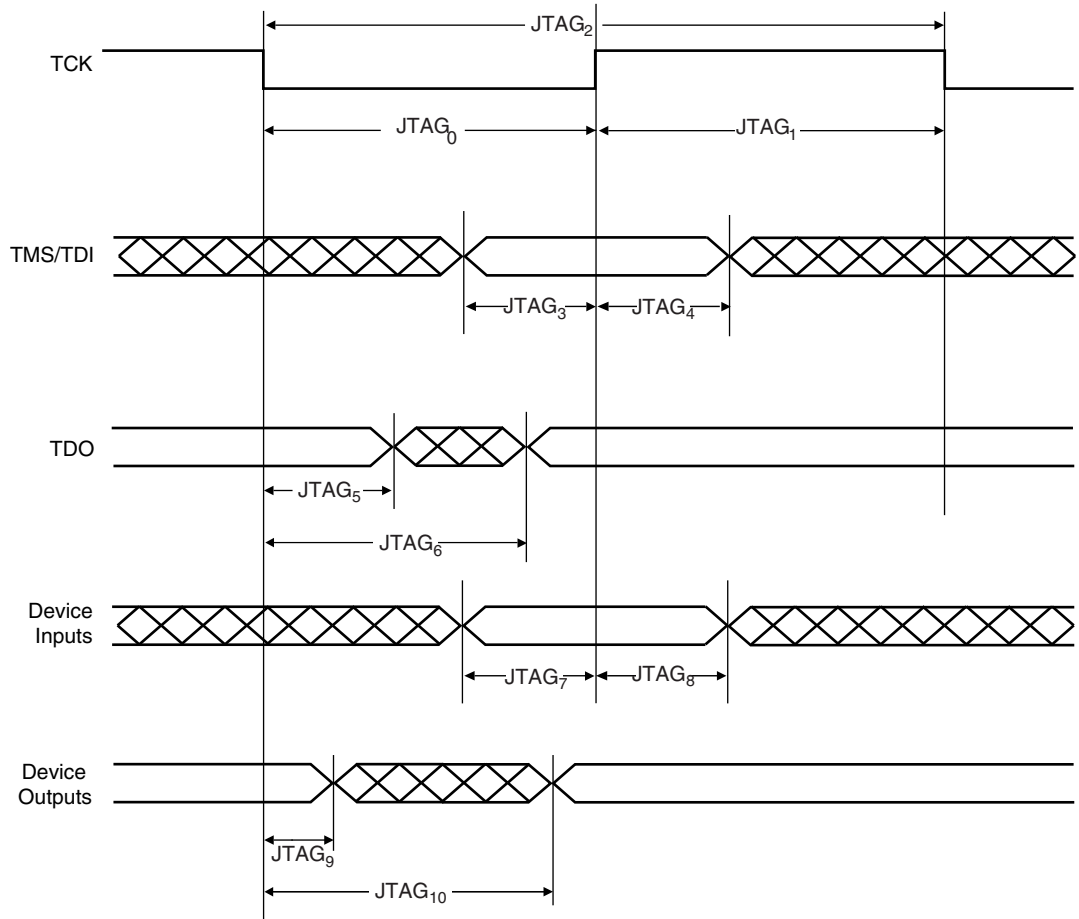 JTAG₂
TCK
JTAG₀
JTAG₁
TMS/TDI
JTAG₃
JTAG₄
TDO
JTAG₅
JTAG₆
Device
Inputs
JTAG₇
JTAG₈
Device
Outputs
JTAG₉
JTAG₁₀